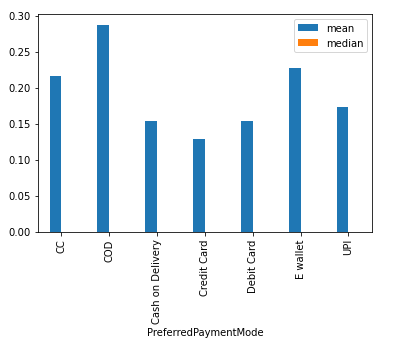 0.30
0.25
0.20
0.15
0.10
0.05
0.00
mean
median
CC
COD
Cash on Delivery
Credit Card
Debit Card
E wallet
UPI
PreferredPaymentMode